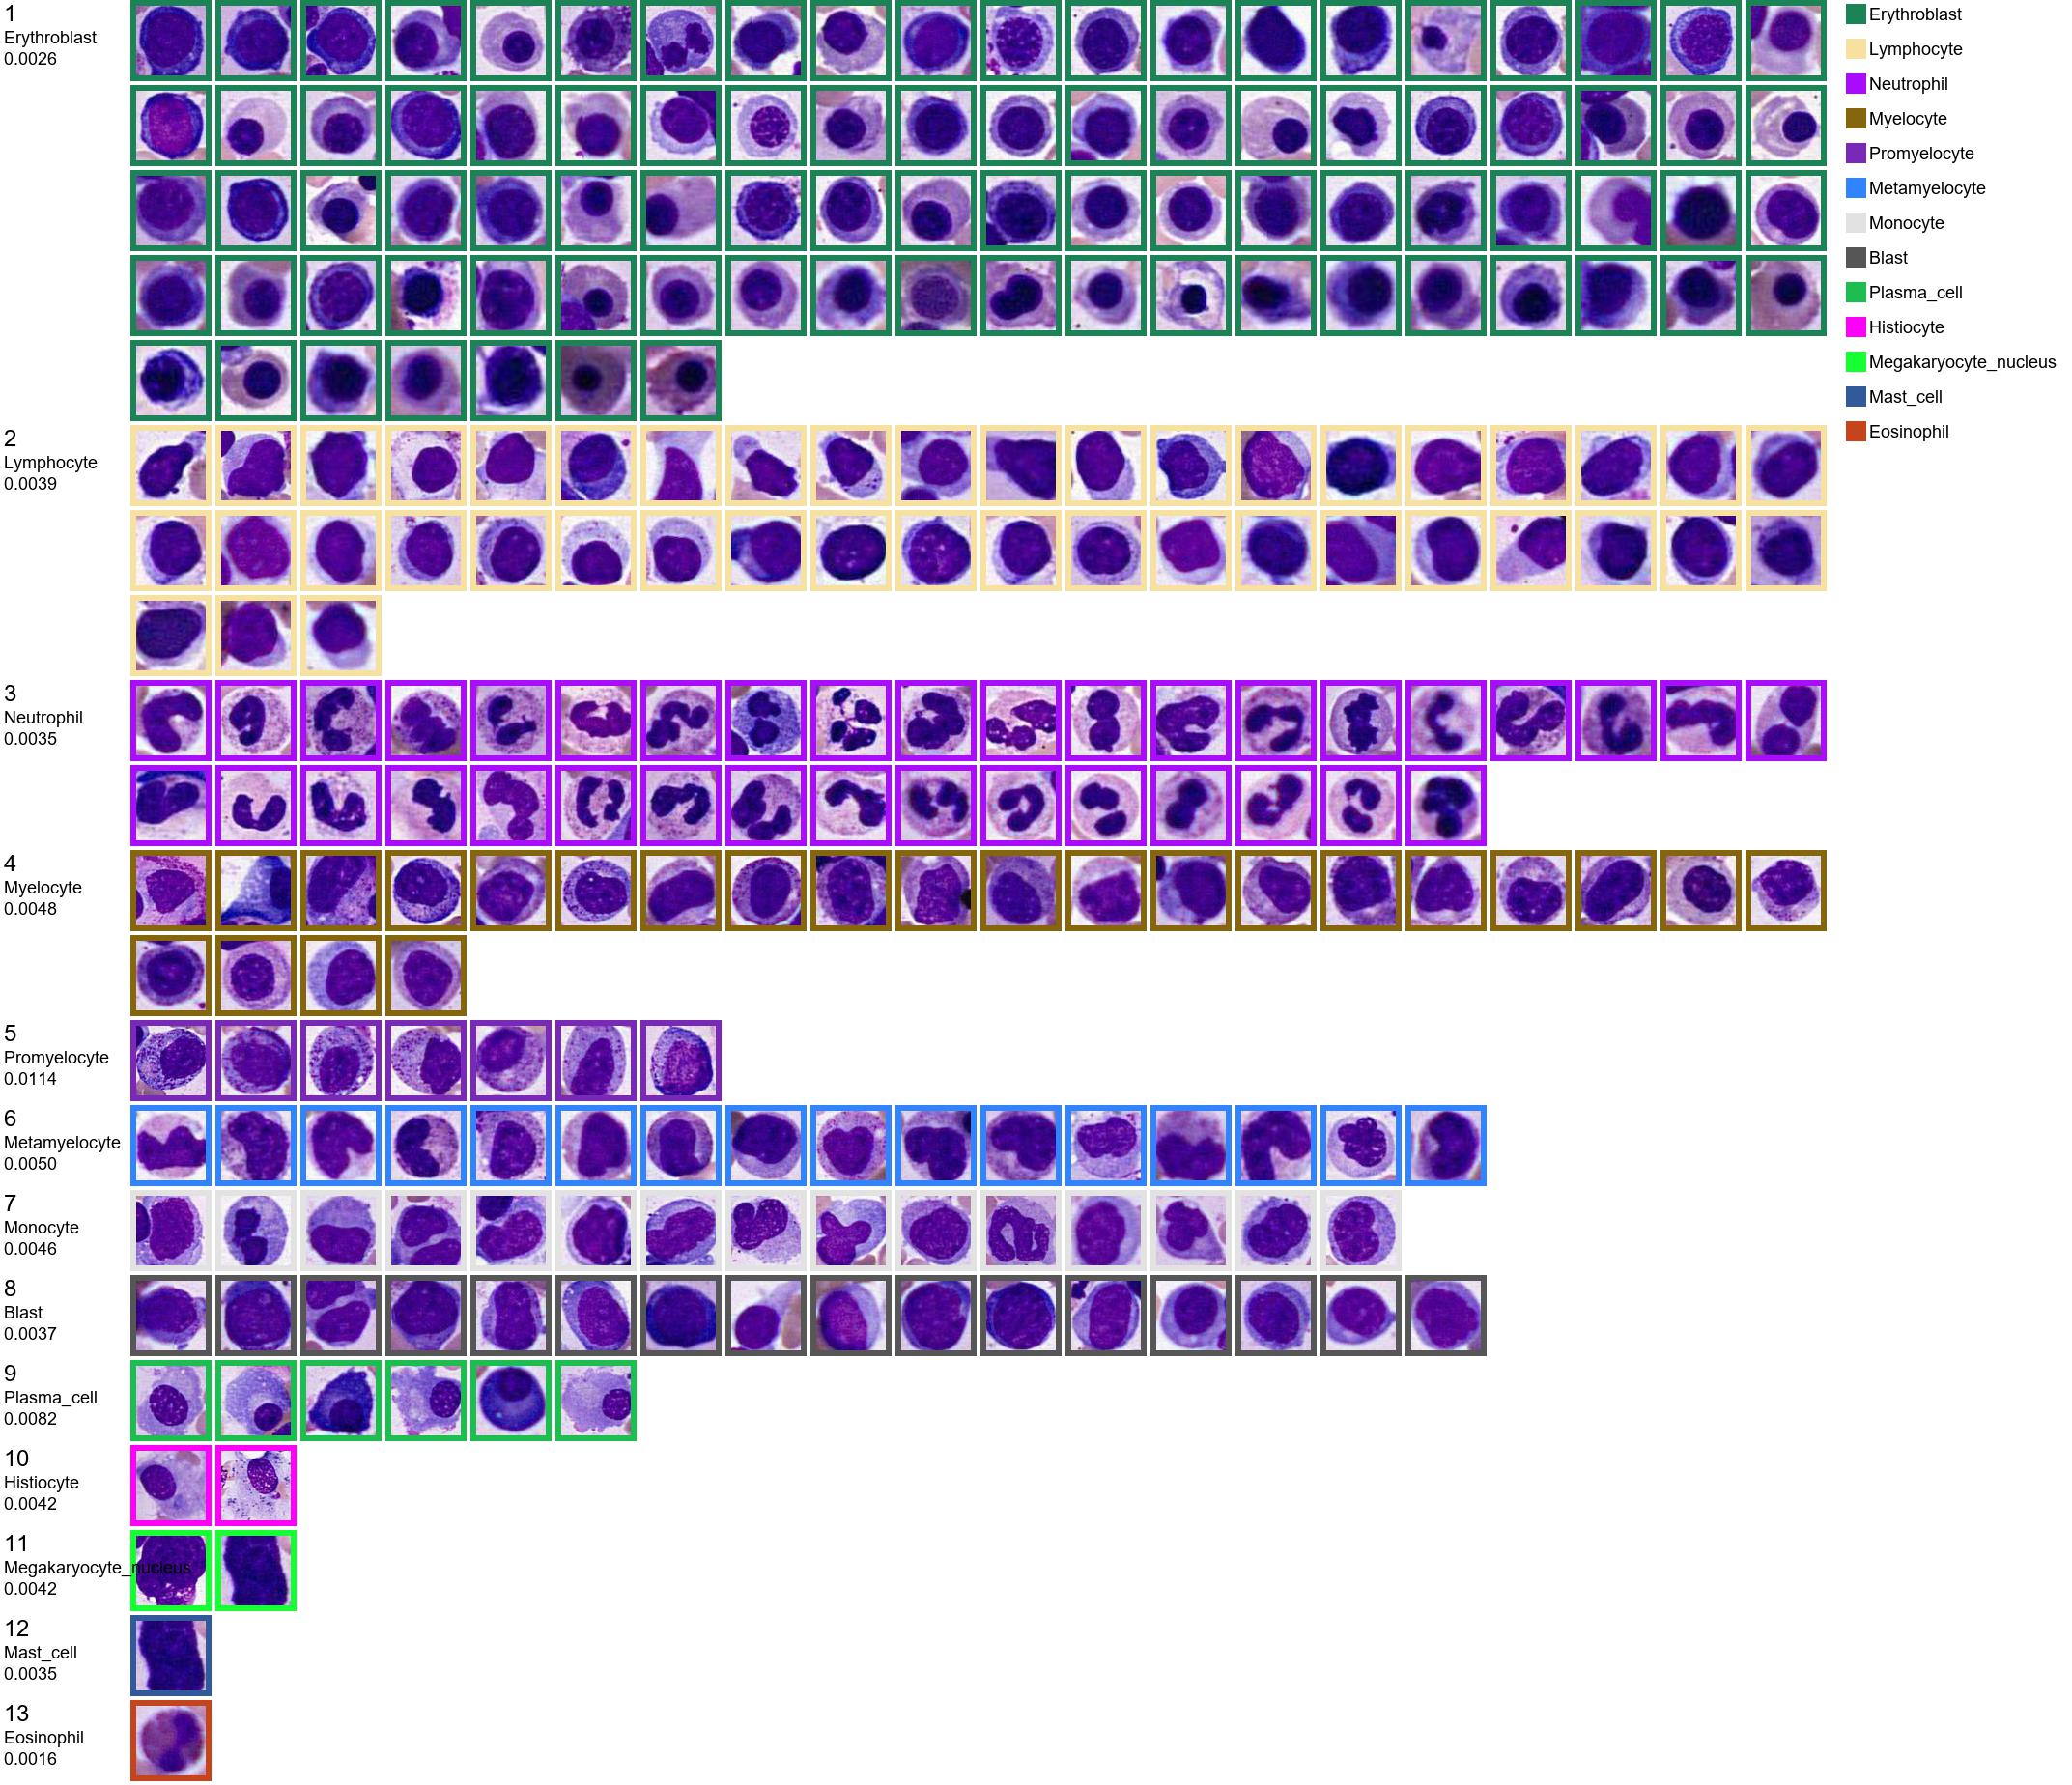 1
Erythroblast
0.0026
2
Lymphocyte
0.0039
3
Neutrophil
0.0035
4
Myelocyte
0.0048
5
Promyelocyte
0.0114
6
Metamyelocyte
0.0050
7
Monocyte
0.0046
8
Blast
0.0037
9
Plasma_cell
0.0082
10
Histiocyte
0.0042
11
Megakaryocyte_nucleus
0.0042
12
Mast_cell
0.0035
13
Eosinophil
0.0016
Erythroblast
Lymphocyte
Neutrophil
Myelocyte
Promyelocyte
Metamyelocyte
Monocyte
Blast
Plasma_cell
Histiocyte
Megakaryocyte_nucleus
Mast_cell
Eosinophil